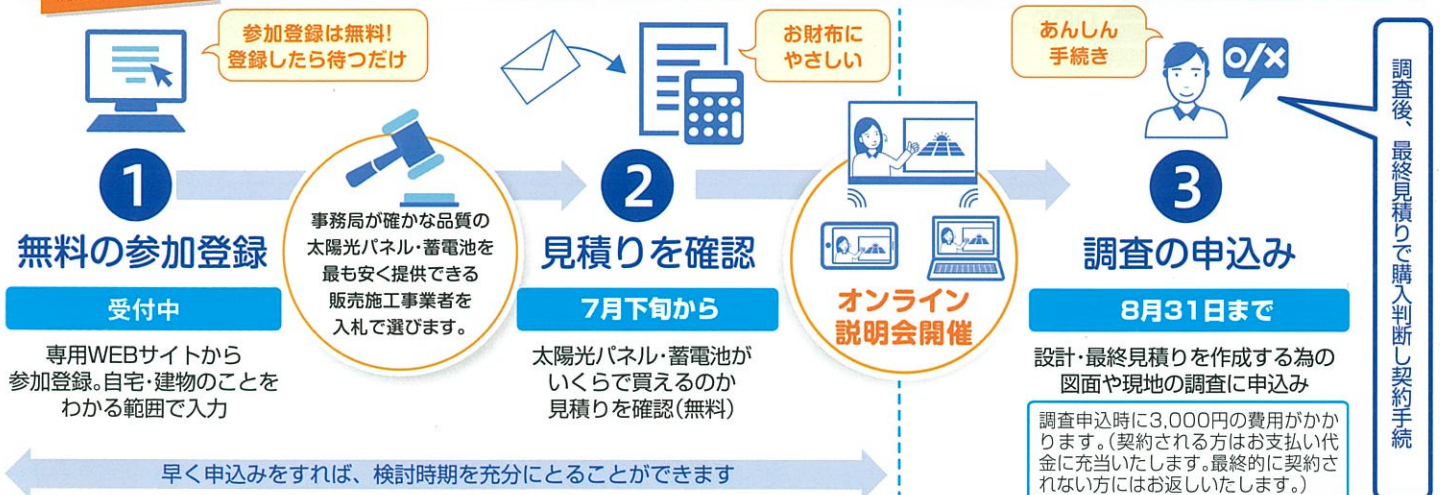 参加登録は無料!
登録したら待つだけ
1
無料の参加登録
受付中
専用WEBサイトから
参加登録。自宅・建物のことを
わかる範囲で入力
事務局が確かな品質の
太陽光パネル・蓄電池を
最も安く提供できる
販売施工事業者を
入札で選びます。
お財布に
やさしい
2
見積りを確認
7月下旬から
太陽光パネル・蓄電池が
いくらで買えるのか
見積りを確認(無料)
オンライン
説明会開催
あんしん
手続き
O/X
3
調査の申込み
8月31日まで
設計・最終見積りを作成する為の
図面や現地の調査に申込み
調査申込時に3,000円の費用がかか
ります。(契約される方はお支払い代
金に充当いたします。最終的に契約さ
れない方にはお返しいたします。)
調査後、最終見積りで購入判断し契約手続
早く申込みをすれば、検討時期を充分にとることができます